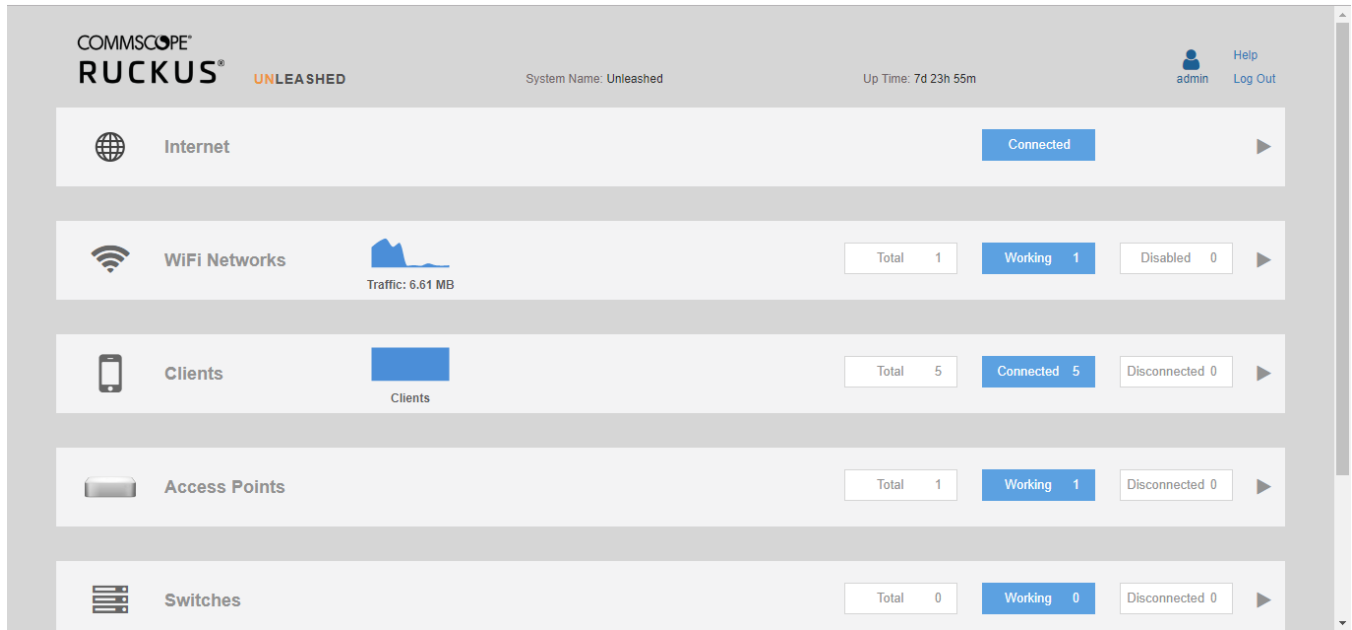 COMMSCOPE®
RUCKUS® UNLEASHED System Name: Unleashed Up Time: 7d 23h 55m admin Help Log Out
Internet Connected
WiFi Networks Traffic: 6.61 MB Total 1 Working 1 Disabled 0
Clients Clients Total 5 Connected 5 Disconnected 0
Access Points Total 1 Working 1 Disconnected 0
Switches Total 0 Working 0 Disconnected 0